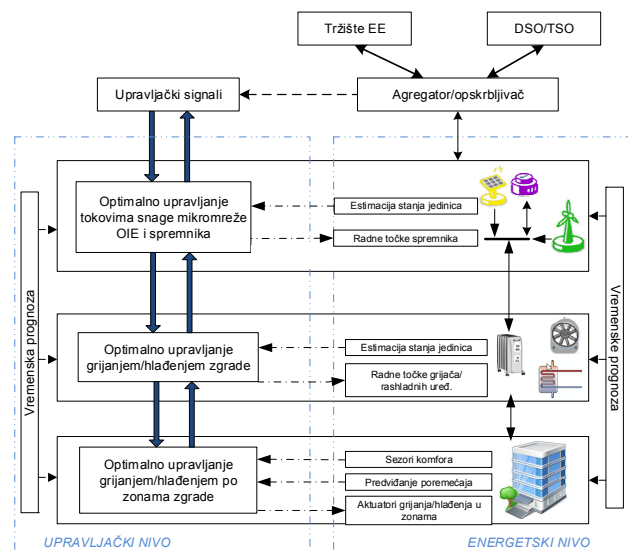 Tržište EE
DSO/TSO
Upravljački signali
Agregator/opskrbljivač
Vremenska prognoza
Optimalno upravljanje
tokovima snage mikromreže
OIE i spremnika
Estimacija stanja jedinica
Radne točke spremnika
Vremenska prognoza
Optimalno upravljanje
grijanjem/hlađenjem zgrade
Estimacija stanja jedinica
Radne točke grijača/
rashladnih uređ.
Optimalno upravljanje
grijanjem/hlađenjem po
zonama zgrade
Sezori komfora
Predviđanje poremećaja
Aktuatori grijanja/hlađenja u
zonama
UPRAVLJAČKI NIVO
ENERGETSKI NIVO